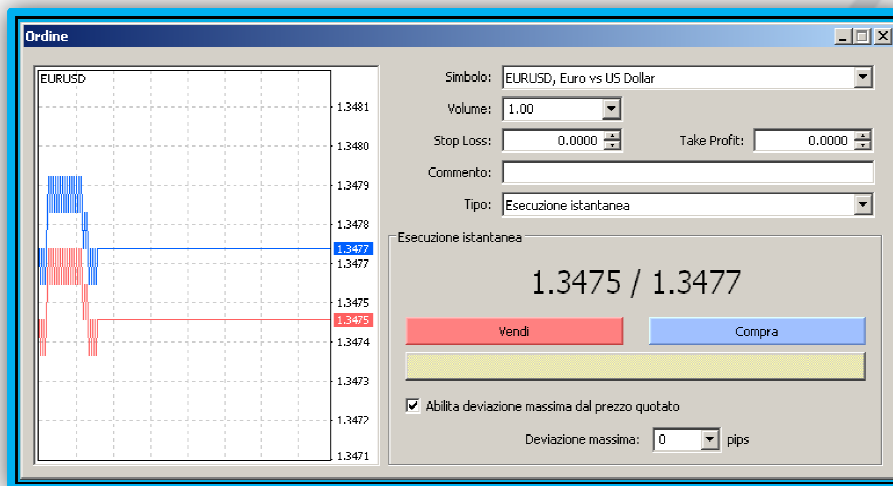 Ordine
EURUSD
1.3481
1.3480
1.3479
1.3478
1.3477
1.3477
1.3475
1.3475
1.3474
1.3473
1.3472
1.3471
Simbolo: EURUSD, Euro vs US Dollar
Volume: 1.00
Stop Loss: 0.0000 Take Profit: 0.0000
Commento:
Tipo: Esecuzione istantanea
Esecuzione istantanea
1.3475 / 1.3477
Vendi Compra
Abilita deviazione massima dal prezzo quotato
Deviazione massima: 0 pips